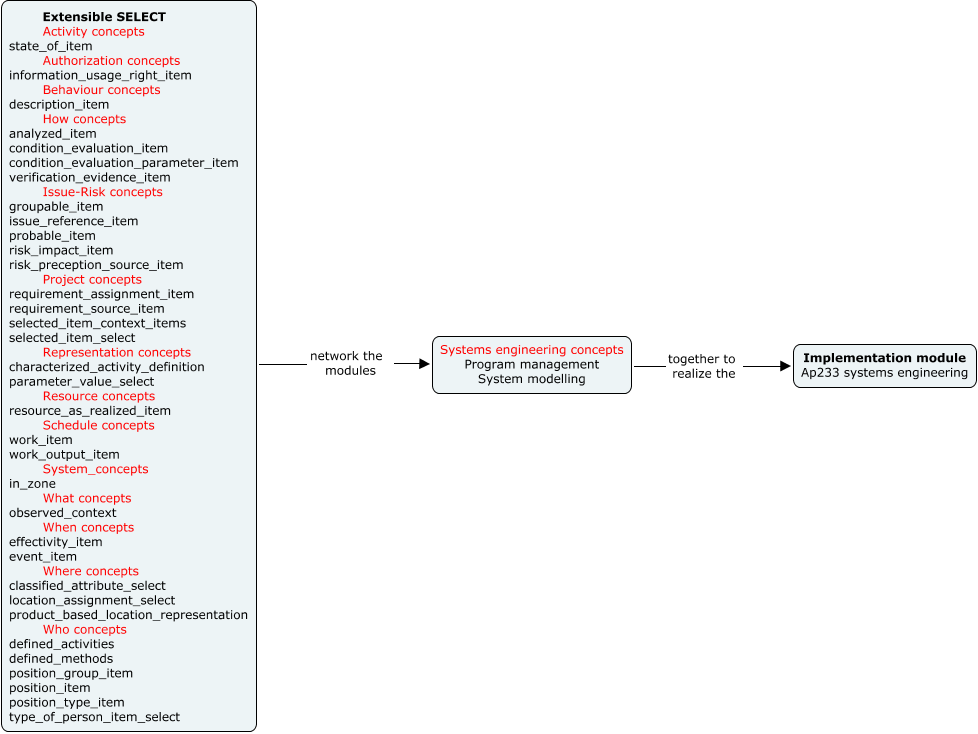 Extensible SELECT
Activity concepts
state_of_item
Authorization concepts
information_usage_right_item
Behaviour concepts
description_item
How concepts
analyzed_item
condition_evaluation_item
condition_evaluation_parameter_item
verification_evidence_item
Issue-Risk concepts
groupable_item
issue_reference_item
probable_item
risk_impact_item
risk_preception_source_item
Project concepts
requirement_assignment_item
requirement_source_item
selected_item_context_items
selected_item_select
Representation concepts
characterized_activity_definition
parameter_value_select
Resource concepts
resource_as_realized_item
Schedule concepts
work_item
work_output_item
System_concepts
in_zone
What concepts
observed_context
When concepts
effectivity_item
event_item
Where concepts
classified_attribute_select
location_assignment_select
product_based_location_representation
Who concepts
defined_activities
defined_methods
position_group_item
position_item
position_type_item
type_of_person_item_select
network the
modules
Systems engineering concepts
Program management
System modelling
together to
realize the
Implementation module
Ap233 systems engineering